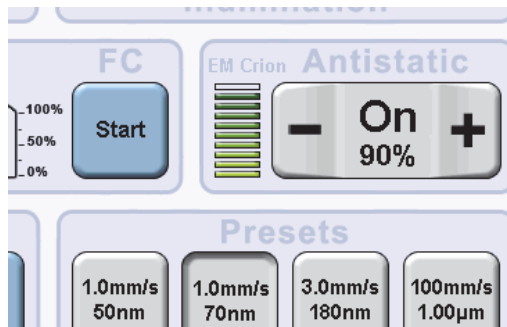 Illumination
FC
EM Crion Antistatic
100%
50%
0%
Start
- On +
90%
Presets
1.0mm/s
50nm
1.0mm/s
70nm
3.0mm/s
180nm
100mm/s
1.00µm